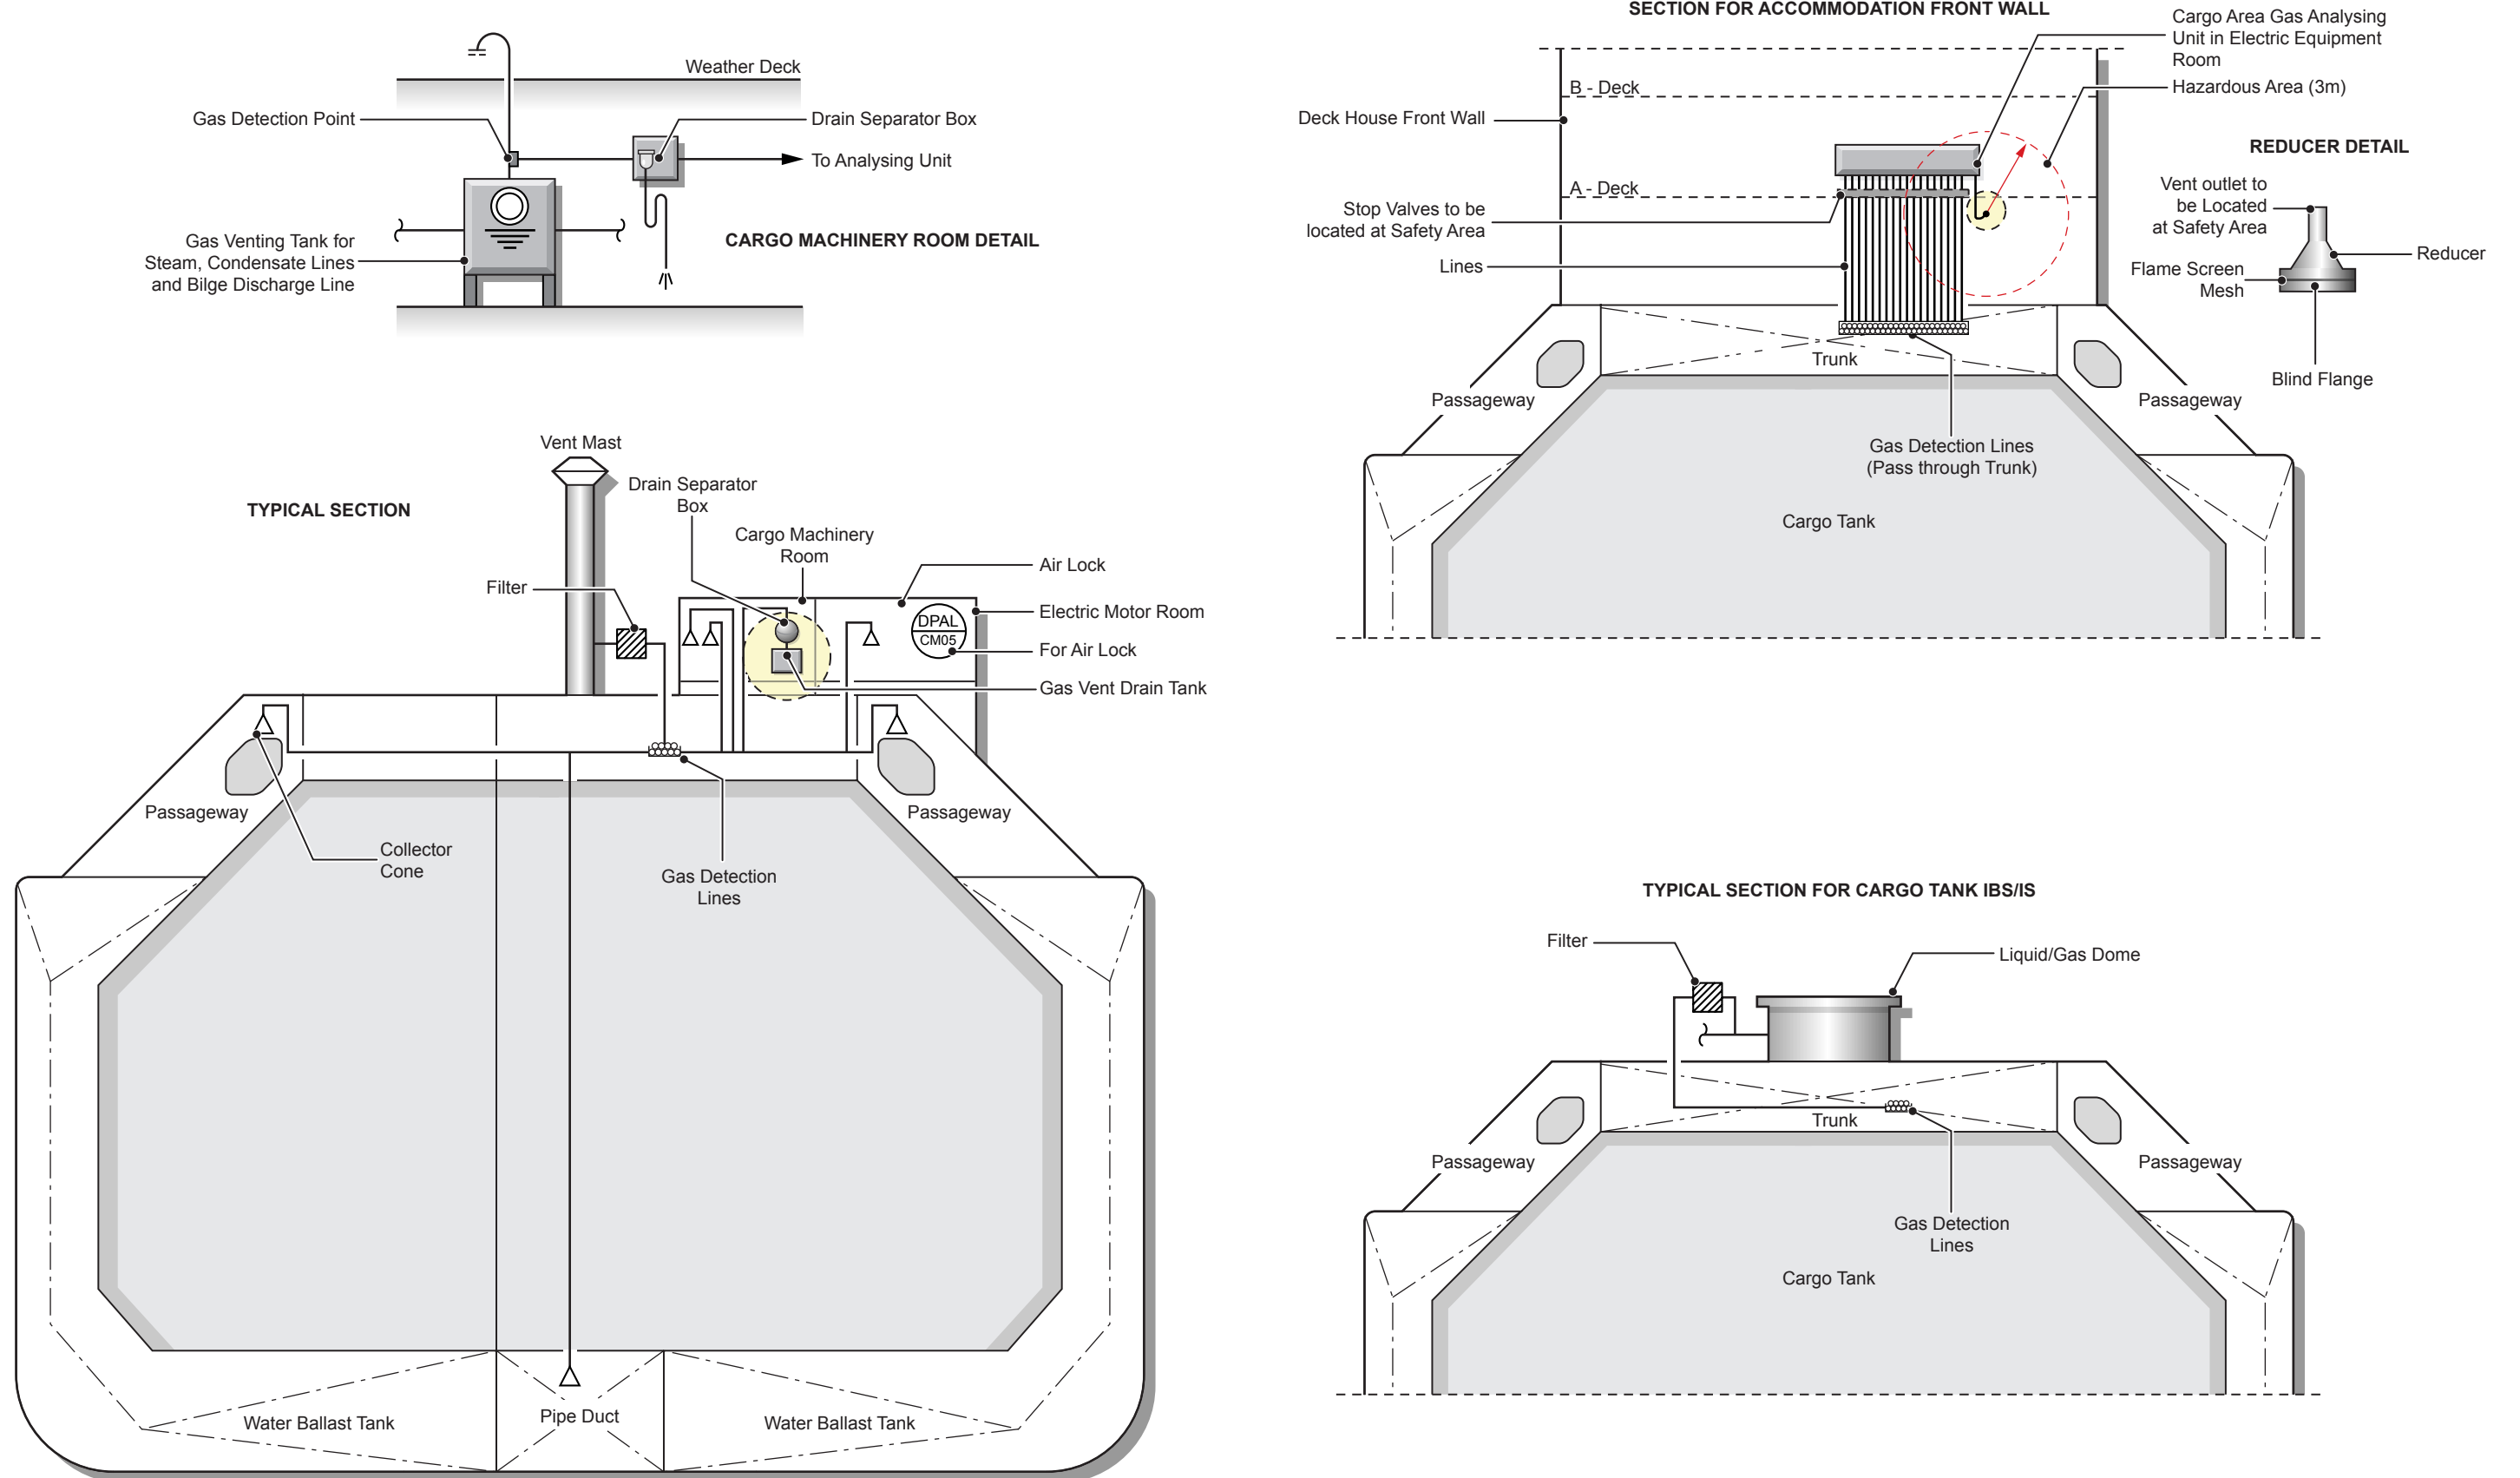 Weather Deck
Gas Detection Point
Drain Separator Box
To Analysing Unit
Gas Venting Tank for
Steam, Condensate Lines
and Bilge Discharge Line
CARGO MACHINERY ROOM DETAIL
SECTION FOR ACCOMMODATION FRONT WALL
Cargo Area Gas Analysing
Unit in Electric Equipment
Room
B - Deck
Hazardous Area (3m)
Deck House Front Wall
A - Deck
Stop Valves to be
located at Safety Area
Lines
Trunk
Passageway
Passageway
Gas Detection Lines
(Pass through Trunk)
Cargo Tank
REDUCER DETAIL
Vent outlet to
be Located
at Safety Area
Reducer
Flame Screen
Mesh
Blind Flange
TYPICAL SECTION
Vent Mast
Drain Separator
Box
Cargo Machinery
Room
Filter
Air Lock
Electric Motor Room
DPAL
CM05
For Air Lock
Gas Vent Drain Tank
Passageway
Passageway
Collector
Cone
Gas Detection
Lines
Water Ballast Tank
Pipe Duct
Water Ballast Tank
TYPICAL SECTION FOR CARGO TANK IBS/IS
Filter
Liquid/Gas Dome
Trunk
Passageway
Passageway
Gas Detection
Lines
Cargo Tank